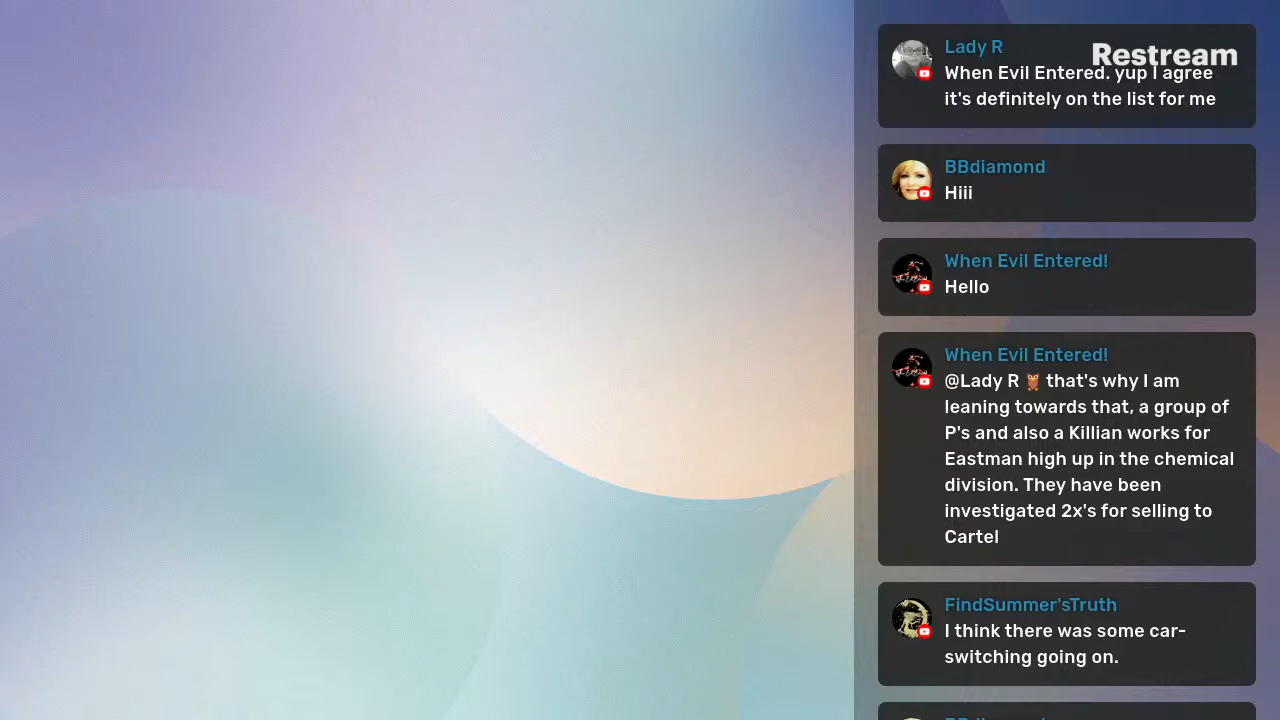 Lady R
Restream
When Evil Entered. yup I agree
it's definitely on the list for me
BBdiamond
Hiii
When Evil Entered!
Hello
When Evil Entered!
@Lady R 🦉 that's why I am
leaning towards that, a group of
P's and also a Killian works for
Eastman high up in the chemical
division. They have been
investigated 2x's for selling to
Cartel
FindSummer'sTruth
I think there was some car-
switching going on.